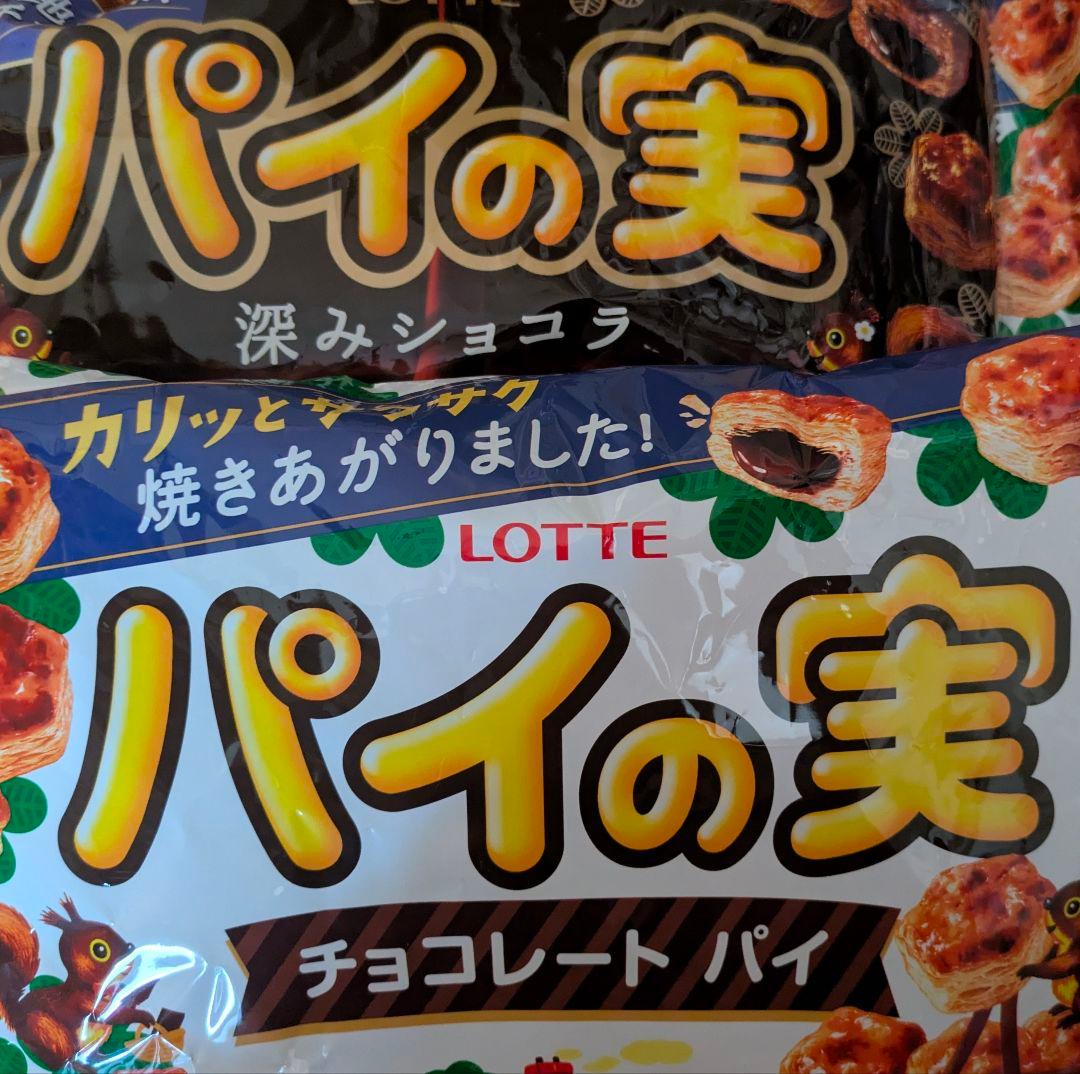 LOTTE
パイの実
深みショコラ
カリッとサクサク
焼きあがりました!
LOTTE
パイの実
チョコレート パイ